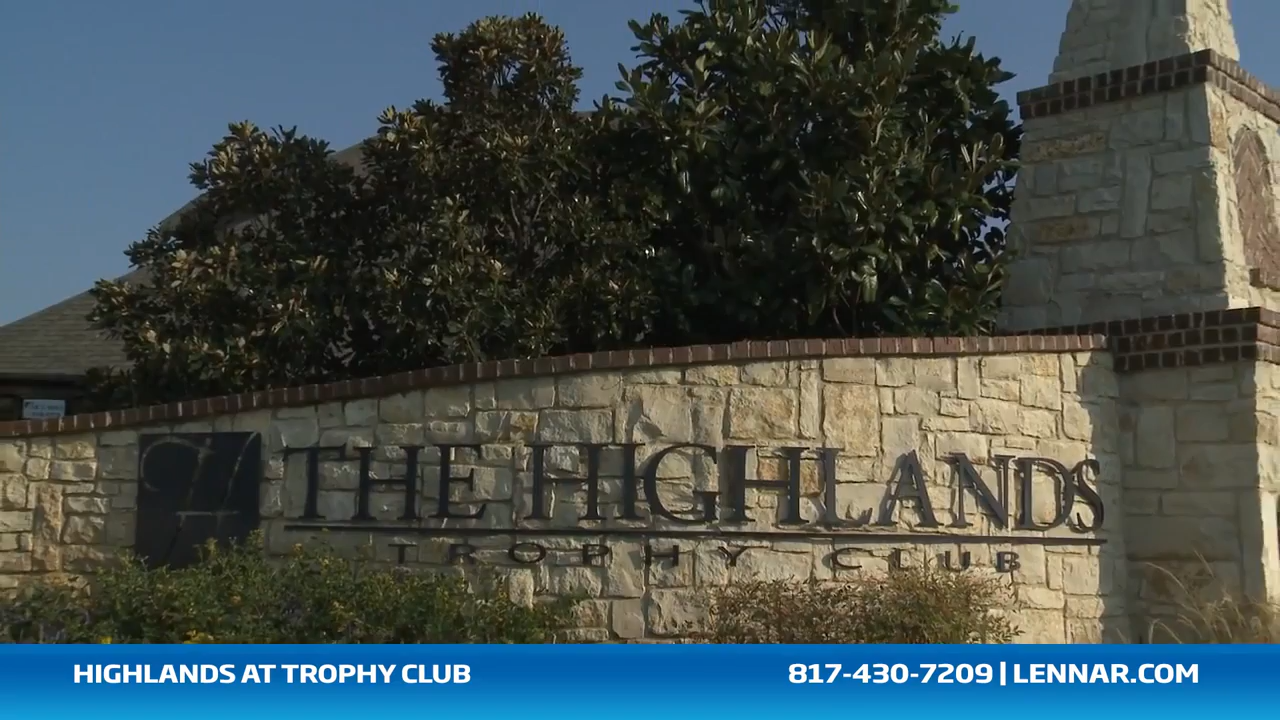 THE HIGHLANDS
TROPHY CLUB
HIGHLANDS AT TROPHY CLUB
817-430-7209 | LENNAR.COM